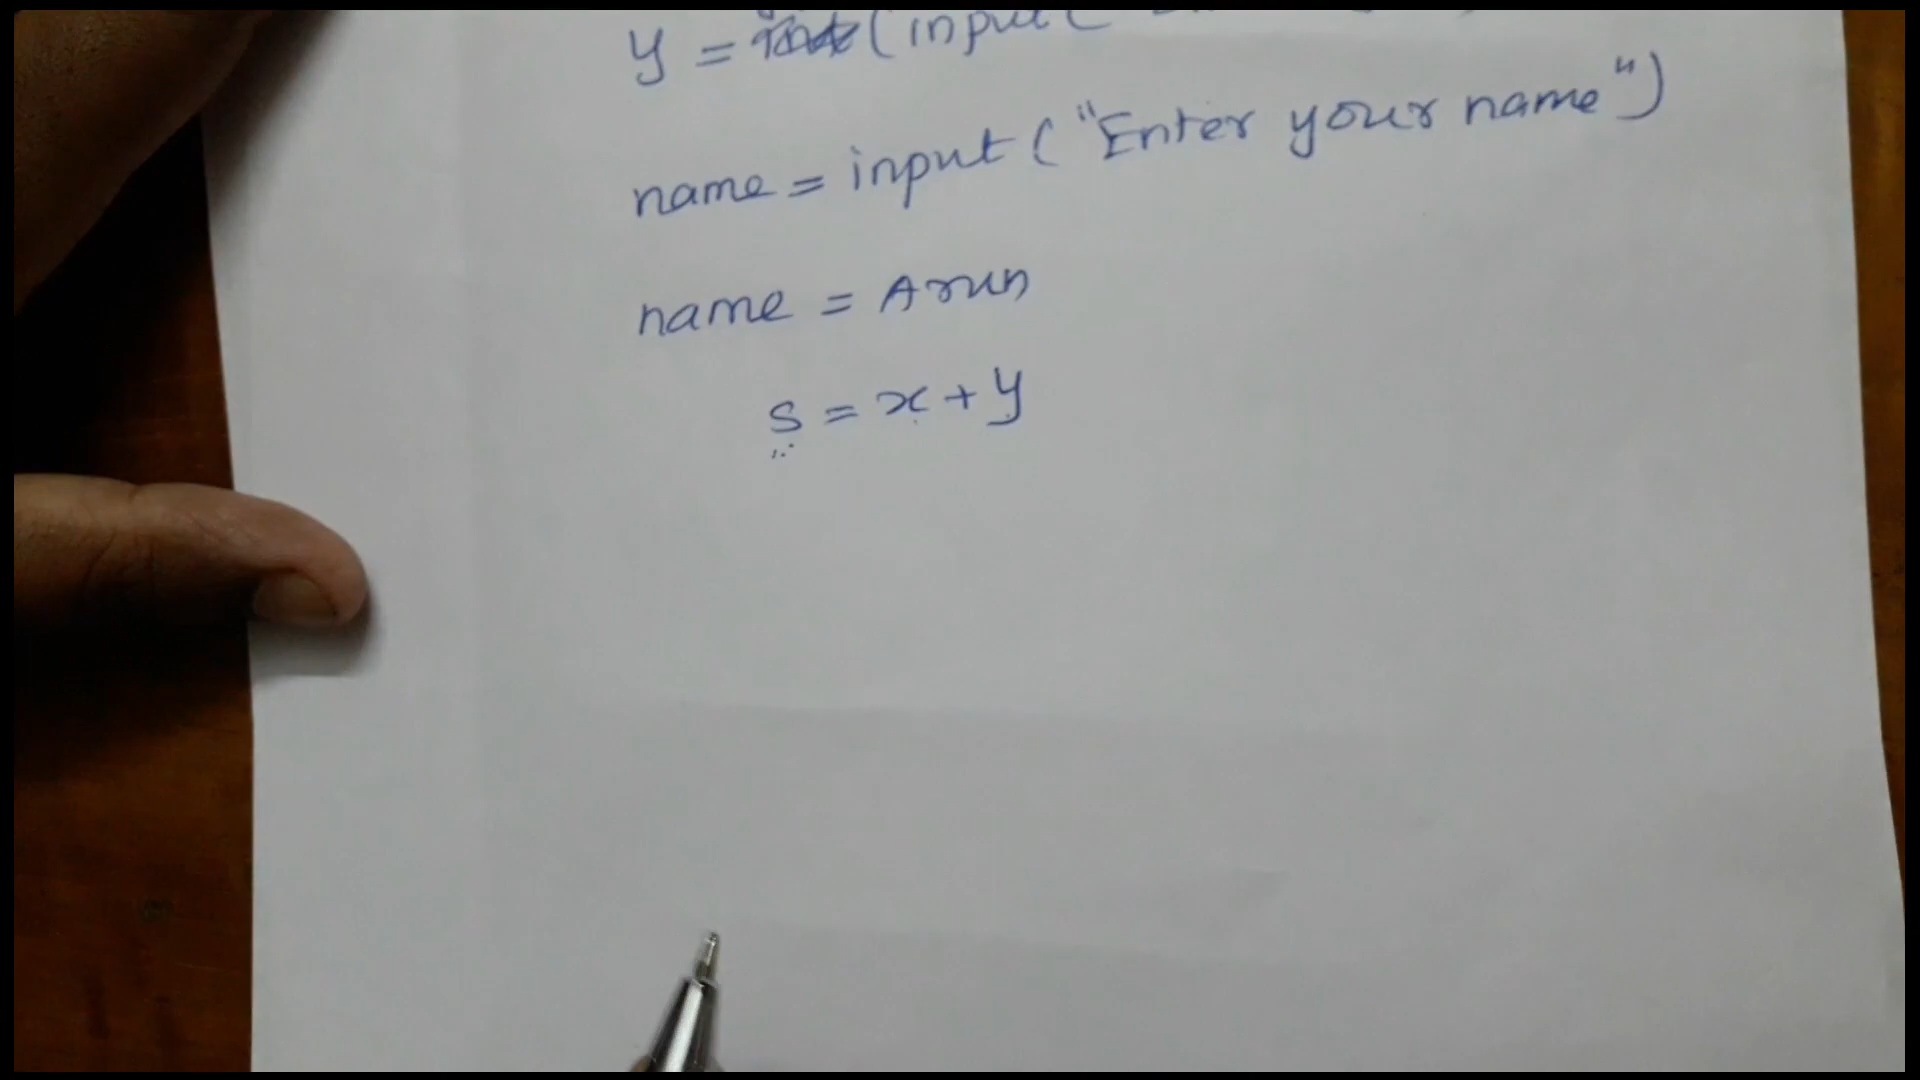 y = (input(
name = input ("Enter your name")
name = Arun
s = x + y